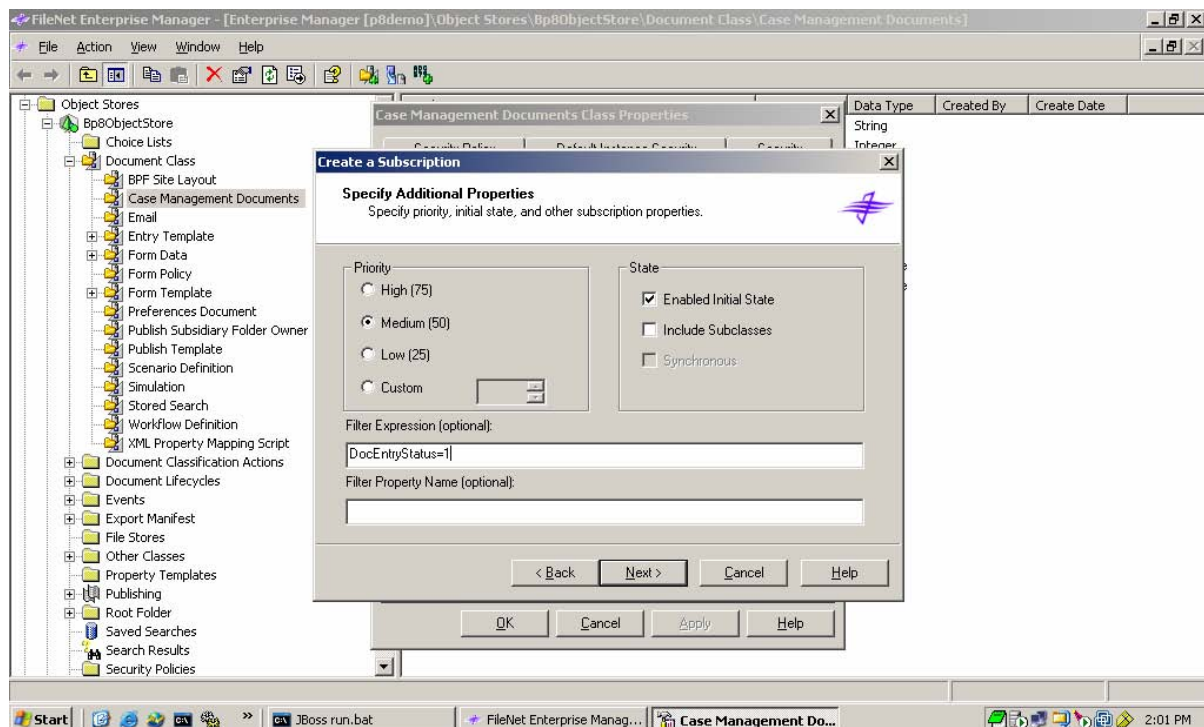 FileNet Enterprise Manager - [Enterprise Manager [p8demo]\Object Stores\Bp8ObjectStore\Document Class\Case Management Documents]
File Action View Window Help
Object Stores
Bp8ObjectStore
Choice Lists
Document Class
BPF Site Layout
Case Management Documents
Email
Entry Template
Form Data
Form Policy
Form Template
Preferences Document
Publish Subsidiary Folder Owner
Publish Template
Scenario Definition
Simulation
Stored Search
Workflow Definition
XML Property Mapping Script
Document Classification Actions
Document Lifecycles
Events
Export Manifest
File Stores
Other Classes
Property Templates
Publishing
Root Folder
Saved Searches
Search Results
Security Policies
Data Type Created By Create Date
String
Integer
Case Management Documents Class Properties
Security Policy Default Instance Security Security
Create a Subscription
Specify Additional Properties
Specify priority, initial state, and other subscription properties.
Priority
High (75)
Medium (50)
Low (25)
Custom
State
Enabled Initial State
Include Subclasses
Synchronous
Filter Expression (optional):
DocEntryStatus=1
Filter Property Name (optional):
< Back Next > Cancel Help
OK Cancel Apply Help
Start
JBoss run.bat
FileNet Enterprise Manag...
Case Management Do...
2:01 PM